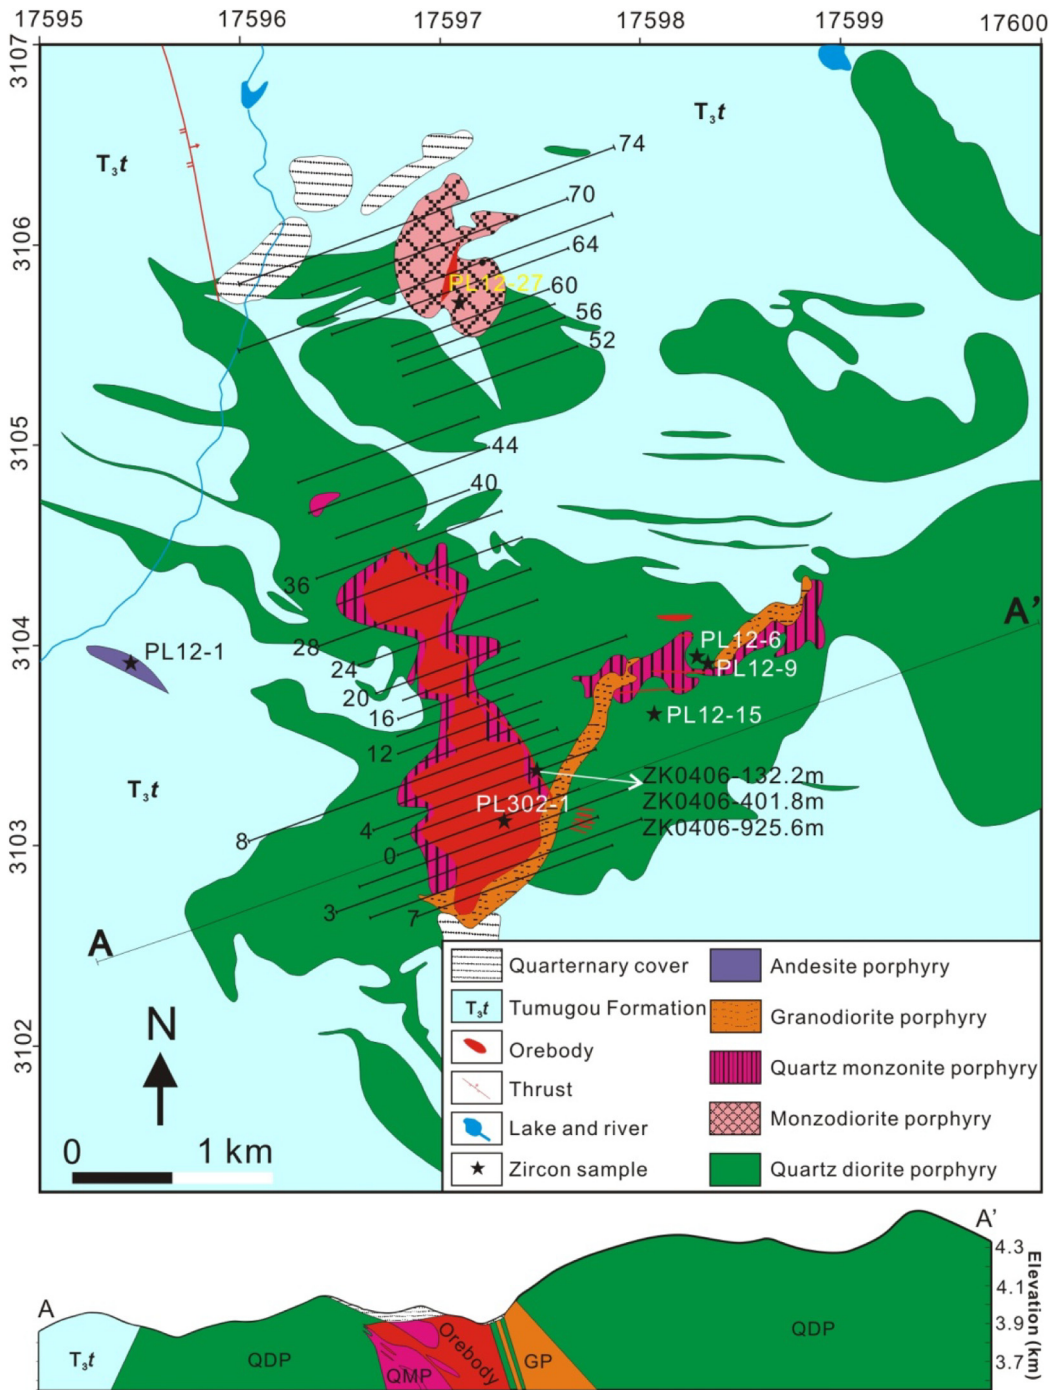 17595 17596 17597 17598 17599 17600
3107
3106
3105
3104
3103
3102
T₃t
T₃t
74
70
64
PL12-27
60
56
52
44
40
36
28
24
20
16
12
8
4
0
3
7
A'
PL12-1
PL12-6
PL12-9
PL12-15
ZK0406-132.2m
ZK0406-401.8m
ZK0406-925.6m
PL302-1
T₃t
A
N
0 1 km
Quarternary cover
T₃t Tumugou Formation
Orebody
Thrust
Lake and river
Zircon sample
Andesite porphyry
Granodiorite porphyry
Quartz monzonite porphyry
Monzodiorite porphyry
Quartz diorite porphyry
A
A'
4.3
4.1
3.9
3.7
Elevation (km)
T₃t
QDP
QMP
Orebody
GP
QDP